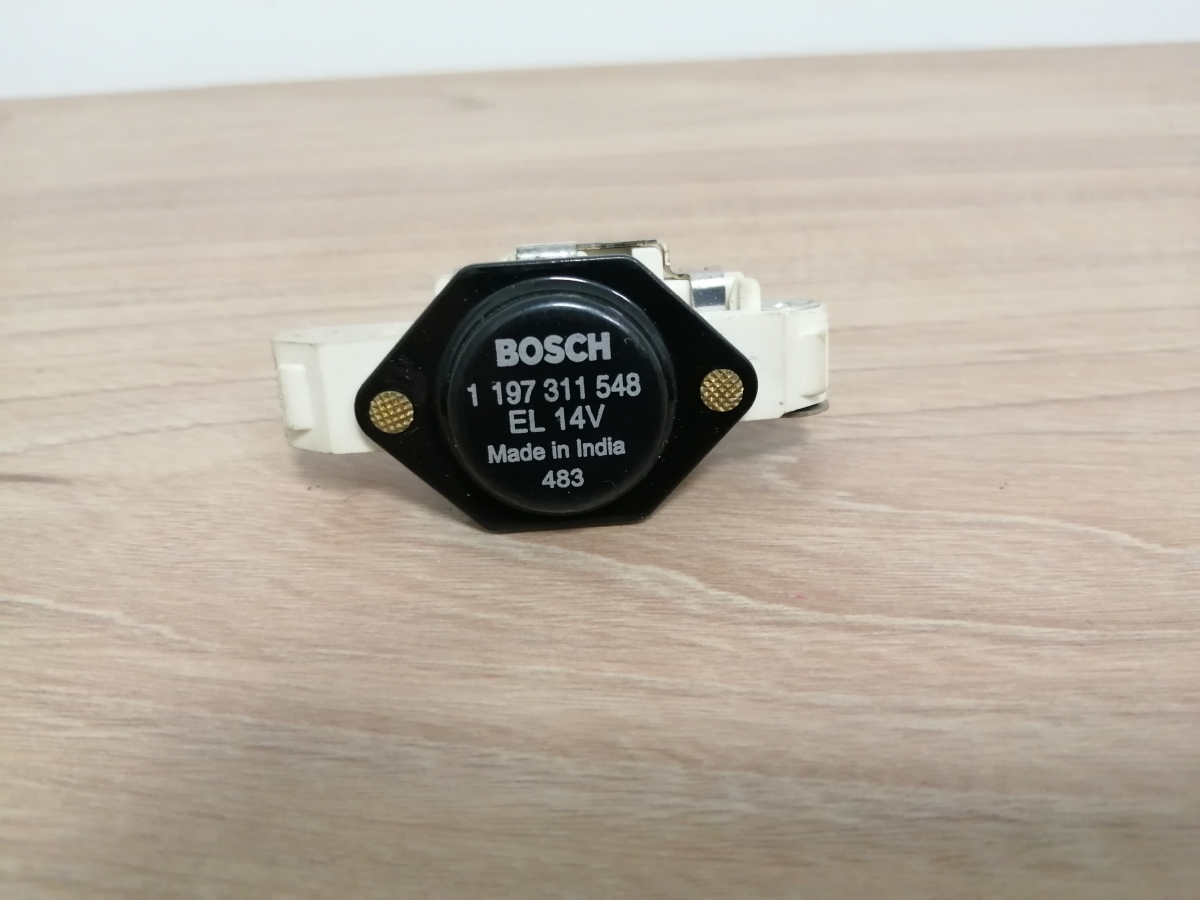 BOSCH
1 197 311 548
EL 14V
Made in India
483